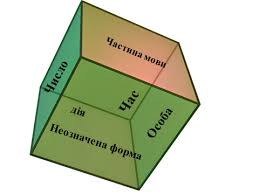 Частина мови
Число
Час
Особа
дія
Неозначена форма